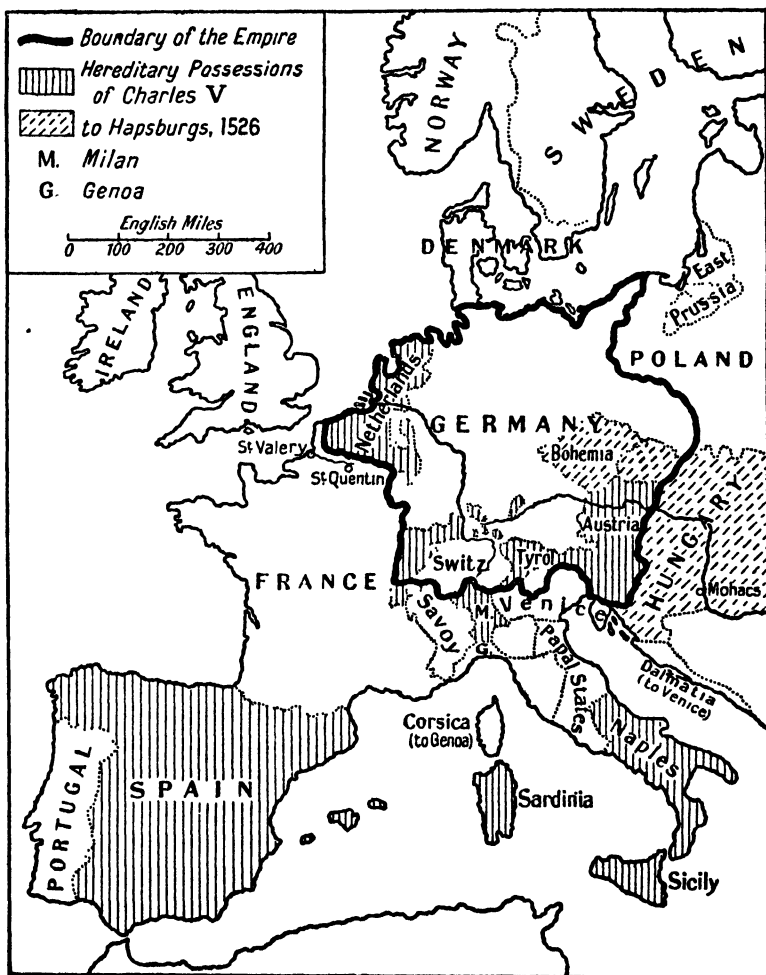 Boundary of the Empire
Hereditary Possessions
of Charles V
to Hapsburgs, 1526
M. Milan
G. Genoa
English Miles
0 100 200 300 400
NORWAY
SWEDEN
DENMARK
East
Prussia
IRELAND
ENGLAND
POLAND
Netherlands
GERMANY
St Valery
St Quentin
Bohemia
HUNGARY
Austria
Switz
Tyrol
Mohacs
FRANCE
Savoy
M
Venice
G
Papal States
Dalmatia
(to Venice)
Corsica
(to Genoa)
Naples
PORTUGAL
SPAIN
Sardinia
Sicily